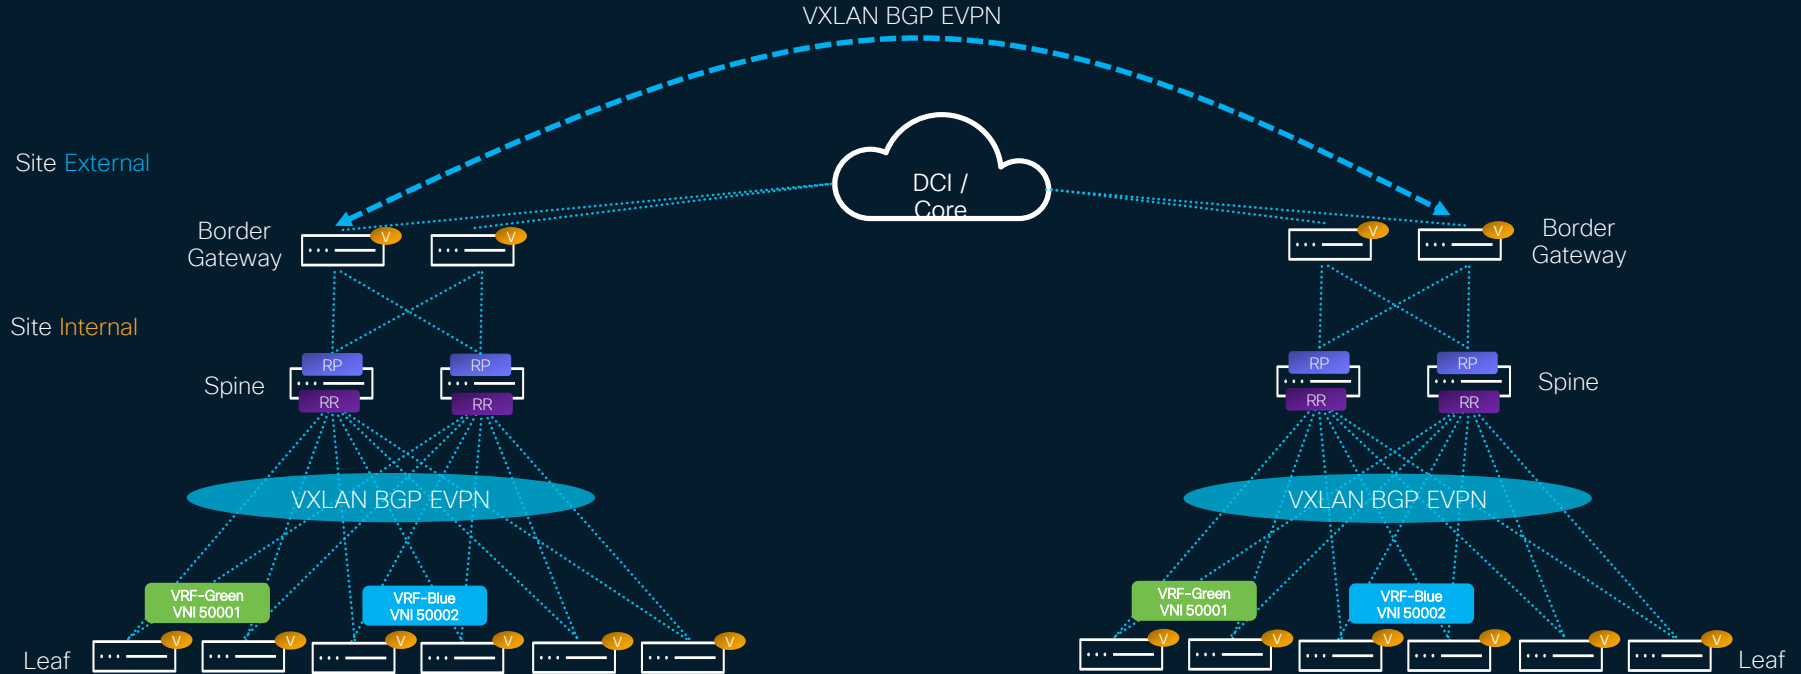 VXLAN BGP EVPN
Site External
DCI /
Core
Border
Gateway
V
V
V
V
Border
Gateway
Site Internal
Spine
RP
RR
RP
RR
RP
RR
RP
RR
Spine
VXLAN BGP EVPN
VXLAN BGP EVPN
VRF-Green
VNI 50001
VRF-Blue
VNI 50002
VRF-Green
VNI 50001
VRF-Blue
VNI 50002
Leaf
V
V
V
V
V
V
V
V
V
V
V
V
Leaf